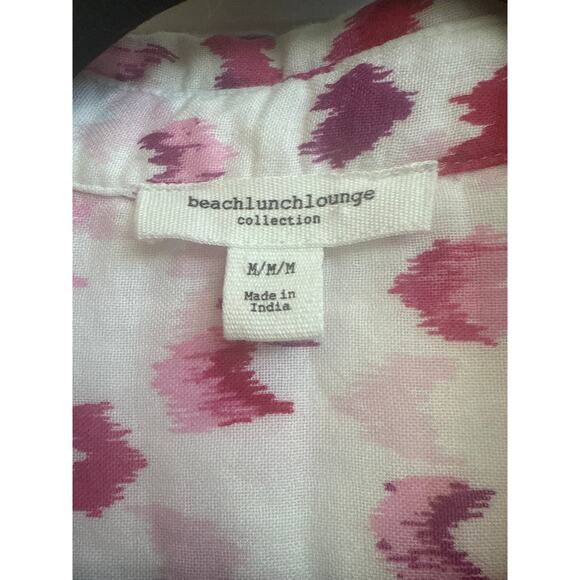 beachlunchlounge
collection
M/M/M
Made in
India